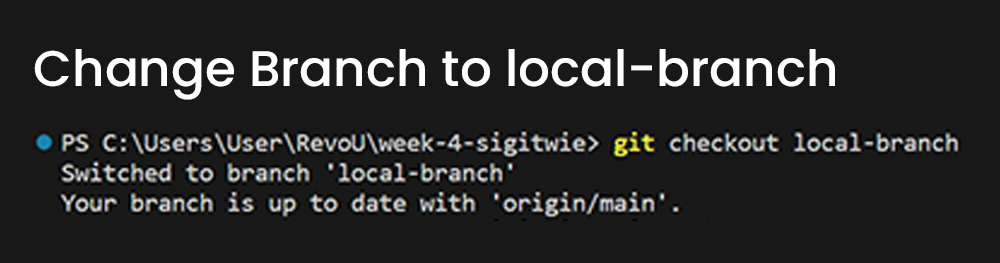 Change Branch to local-branch
PS C:\Users\User\RevoU\week-4-sigitwie> git checkout local-branch
Switched to branch 'local-branch'
Your branch is up to date with 'origin/main'.